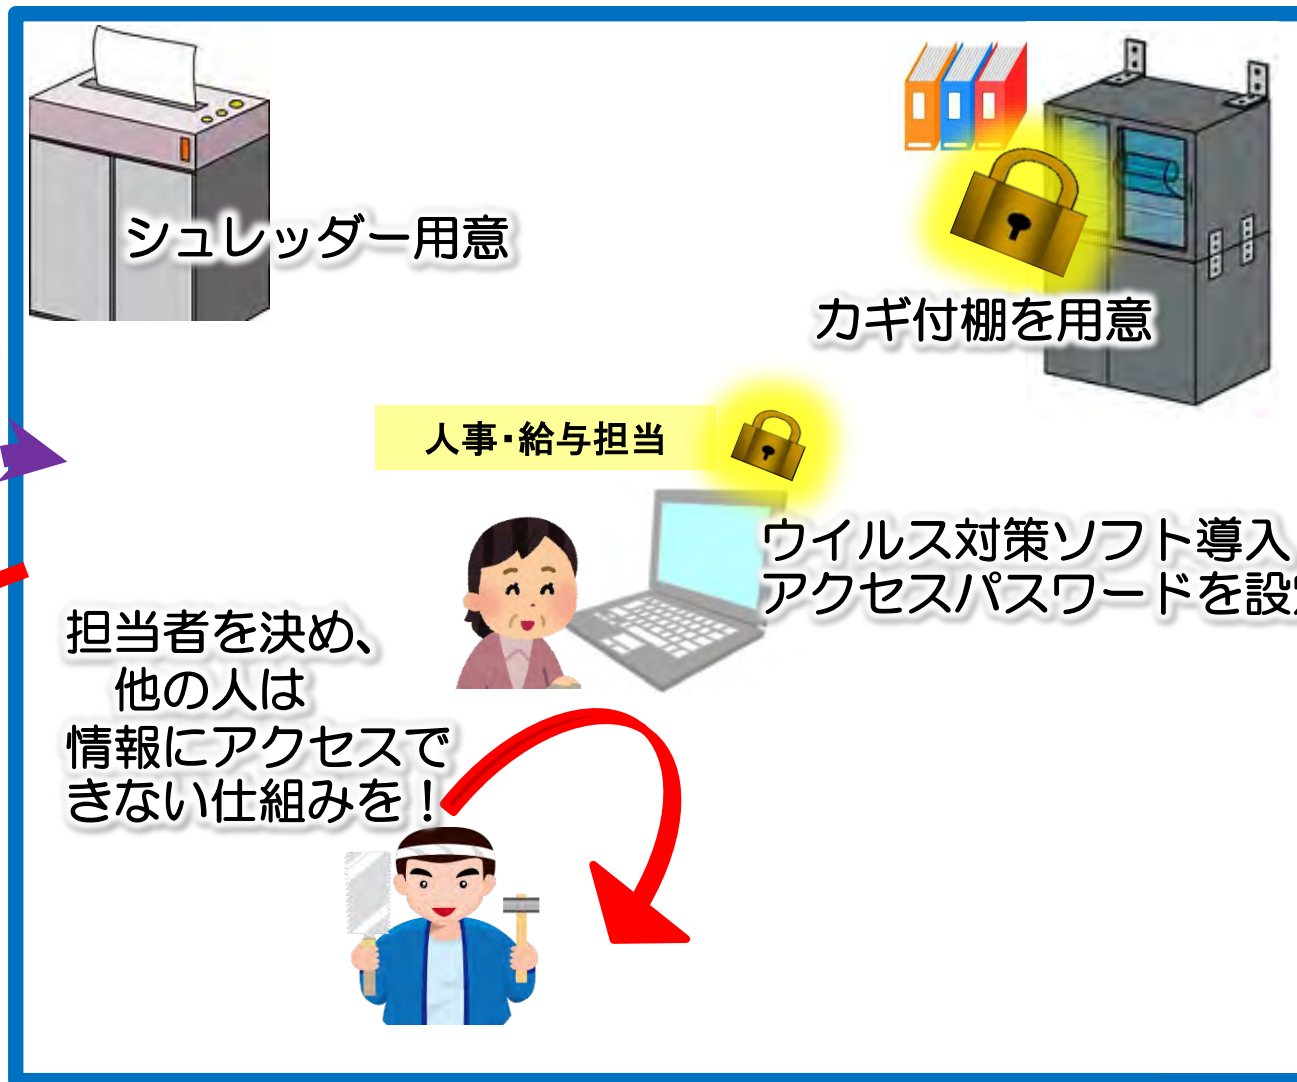 シュレッダー用意
カギ付棚を用意
人事・給与担当
ウイルス対策ソフト導入
アクセスパスワードを設
担当者を決め、
他の人は
情報にアクセスで
きない仕組みを！